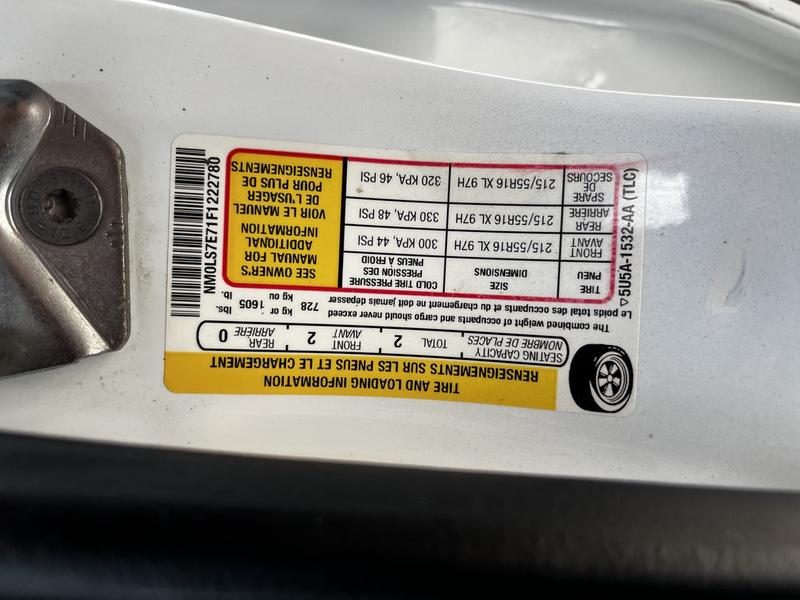 TIRE AND LOADING INFORMATION
RENSEIGNEMENTS SUR LES PNEUS ET LE CHARGEMENT
SEATING CAPACITY
NOMBRE DE PLACES
TOTAL 2
FRONT
AVANT 2
REAR
ARRIÈRE 0
The combined weight of occupants and cargo should never exceed
Le poids total des occupants et du chargement ne doit jamais dépasser
728 kg or 1605 lbs.
kg ou lb.
TIRE
PNEU
SIZE
DIMENSIONS
COLD TIRE PRESSURE
PRESSION DES
PNEUS A FROID
FRONT
AVANT
215/55R16 XL 97H
300 KPA, 44 PSI
REAR
ARRIÈRE
215/55R16 XL 97H
330 KPA, 48 PSI
SPARE
DE
SECOURS
215/55R16 XL 97H
320 KPA, 46 PSI
SEE OWNER'S
MANUAL FOR
ADDITIONAL
INFORMATION
VOIR LE MANUEL
DE L'USAGER
POUR PLUS DE
RENSEIGNEMENTS
5U5A-1532-AA (TLC)
NM0LS7E71F1222780